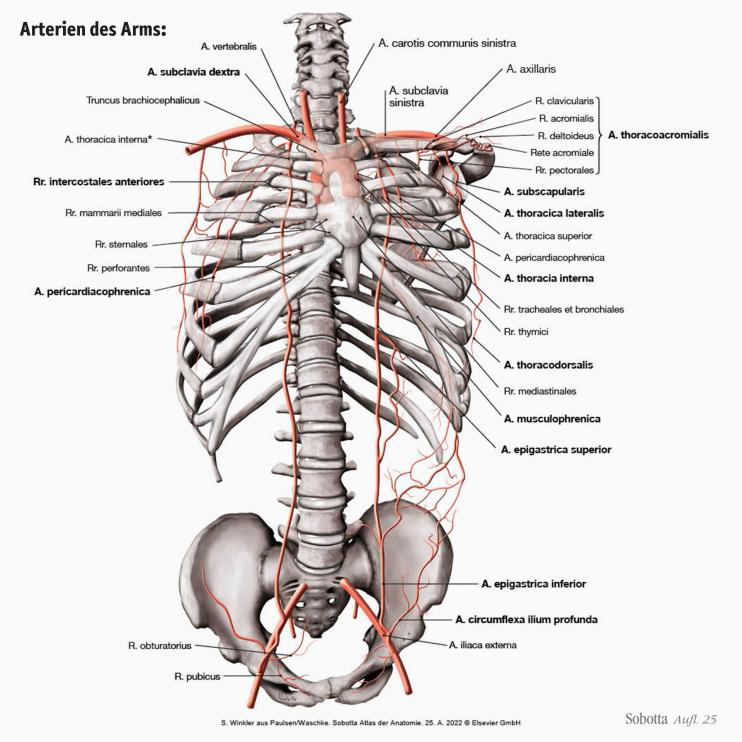 Arterien des Arms:
A. vertebralis
A. subclavia dextra
Truncus brachiocephalicus
A. thoracica interna*
Rr. intercostales anteriores
Rr. mammarii mediales
Rr. sternales
Rr. perforantes
A. pericardiacophrenica
A. carotis communis sinistra
A. axillaris
A. subclavia
sinistra
R. clavicularis
R. acromialis
R. deltoideus
Rete acromiale
Rr. pectorales
A. thoracoacromialis
A. subscapularis
A. thoracica lateralis
A. thoracica superior
A. pericardiacophrenica
A. thoracia interna
Rr. tracheales et bronchiales
Rr. thymici
A. thoracodorsalis
Rr. mediastinales
A. musculophrenica
A. epigastrica superior
A. epigastrica inferior
A. circumflexa ilium profunda
A. iliaca externa
R. obturatorius
R. pubicus
S. Winkler aus Paulsen/Waschke. Sobotta Atlas der Anatomie, 25. A. 2022 © Elsevier GmbH
Sobotta Aufl. 25